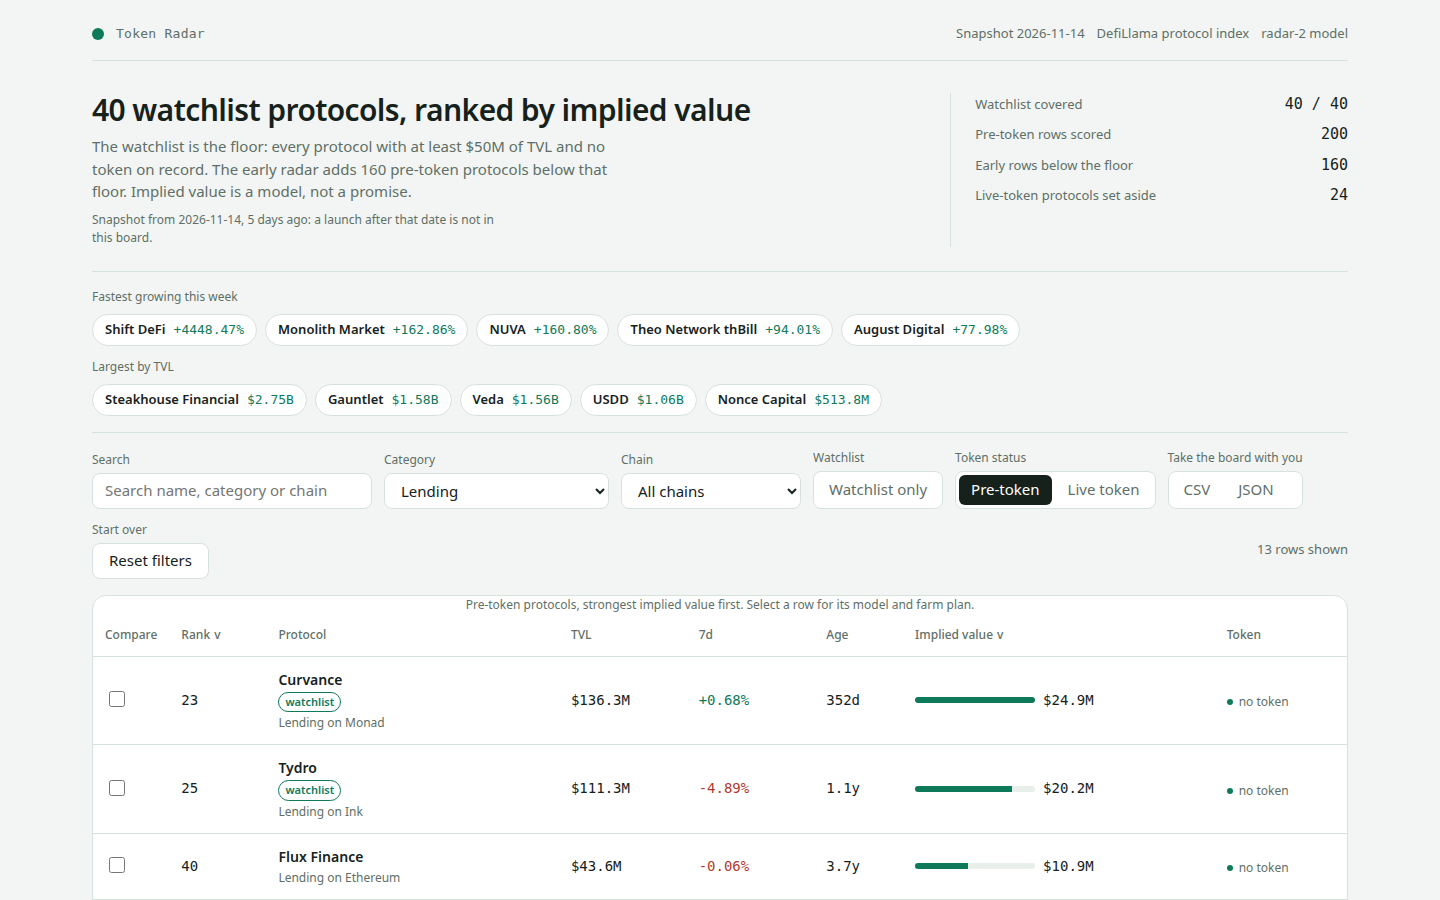 Token Radar
Snapshot 2026-11-14 DefiLlama protocol index radar-2 model
40 watchlist protocols, ranked by implied value
The watchlist is the floor: every protocol with at least $50M of TVL and no
token on record. The early radar adds 160 pre-token protocols below that
floor. Implied value is a model, not a promise.
Snapshot from 2026-11-14, 5 days ago: a launch after that date is not in
this board.
Watchlist covered 40 / 40
Pre-token rows scored 200
Early rows below the floor 160
Live-token protocols set aside 24
Fastest growing this week
Shift DeFi +4448.47% Monolith Market +162.86% NUVA +160.80% Theo Network thBill +94.01% August Digital +77.98%
Largest by TVL
Steakhouse Financial $2.75B Gauntlet $1.58B Veda $1.56B USDD $1.06B Nonce Capital $513.8M
Search Category Chain Watchlist Token status Take the board with you
Search name, category or chain Lending All chains Watchlist only Pre-token Live token CSV JSON
Start over
Reset filters 13 rows shown
Pre-token protocols, strongest implied value first. Select a row for its model and farm plan.
Compare Rank v Protocol TVL 7d Age Implied value v Token
Curvance
watchlist
Lending on Monad
23 $136.3M +0.68% 352d $24.9M no token
Tydro
watchlist
Lending on Ink
25 $111.3M -4.89% 1.1y $20.2M no token
Flux Finance
Lending on Ethereum
40 $43.6M -0.06% 3.7y $10.9M no token